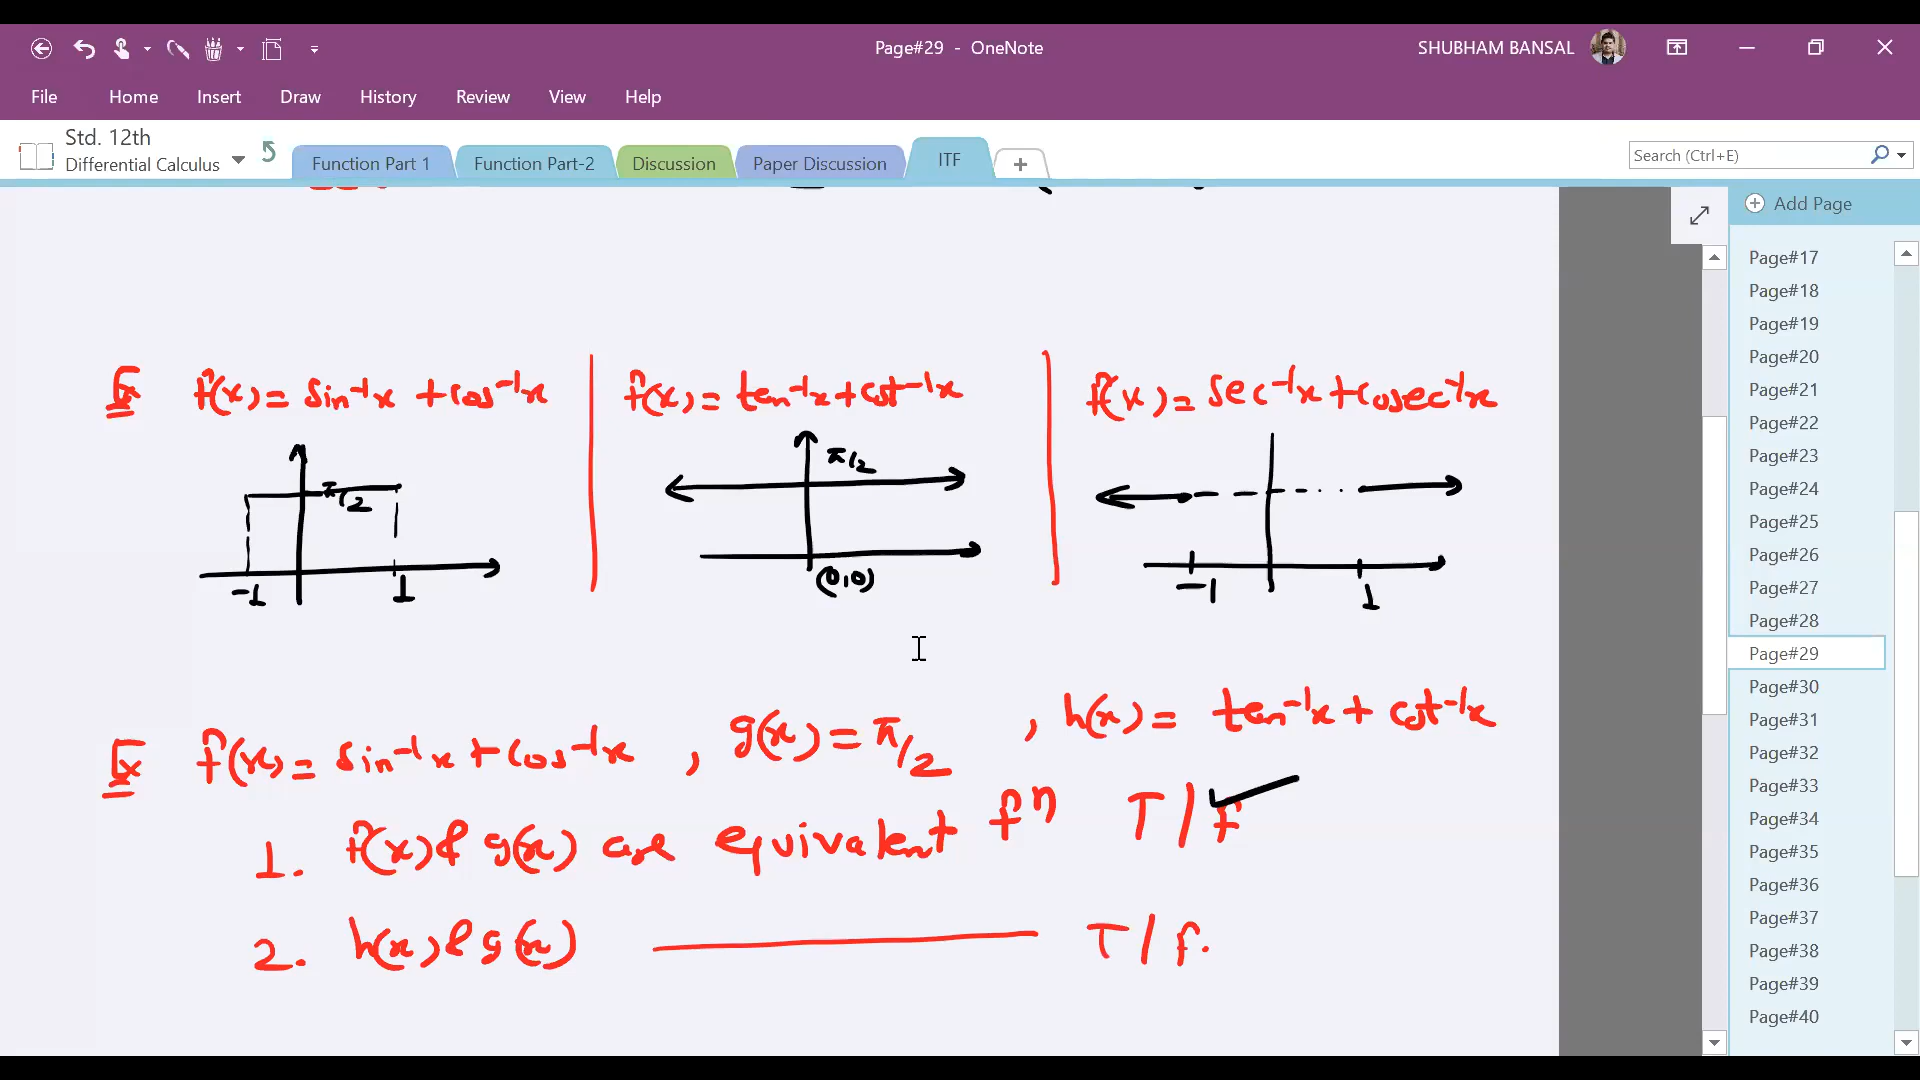 Page#29 - OneNote
SHUBHAM BANSAL
File Home Insert Draw History Review View Help
Std. 12th
Differential Calculus
Function Part 1
Function Part-2
Discussion
Paper Discussion
ITF
+
Search (Ctrl+E)
Add Page
Page#17
Page#18
Page#19
Page#20
Page#21
Page#22
Page#23
Page#24
Page#25
Page#26
Page#27
Page#28
Page#29
Page#30
Page#31
Page#32
Page#33
Page#34
Page#35
Page#36
Page#37
Page#38
Page#39
Page#40
Ex f(x) = sin⁻¹x + cos⁻¹x
π/2
-1 1
f(x) = tan⁻¹x + cot⁻¹x
π/2
(0,0)
f(x) = sec⁻¹x + cosec⁻¹x
-1 1
Ex f(x) = sin⁻¹x + cos⁻¹x , g(x) = π/2 , h(x) = tan⁻¹x + cot⁻¹x
1. f(x) & g(x) are equivalent fⁿ T / F
2. h(x) & g(x) ——— T / F.